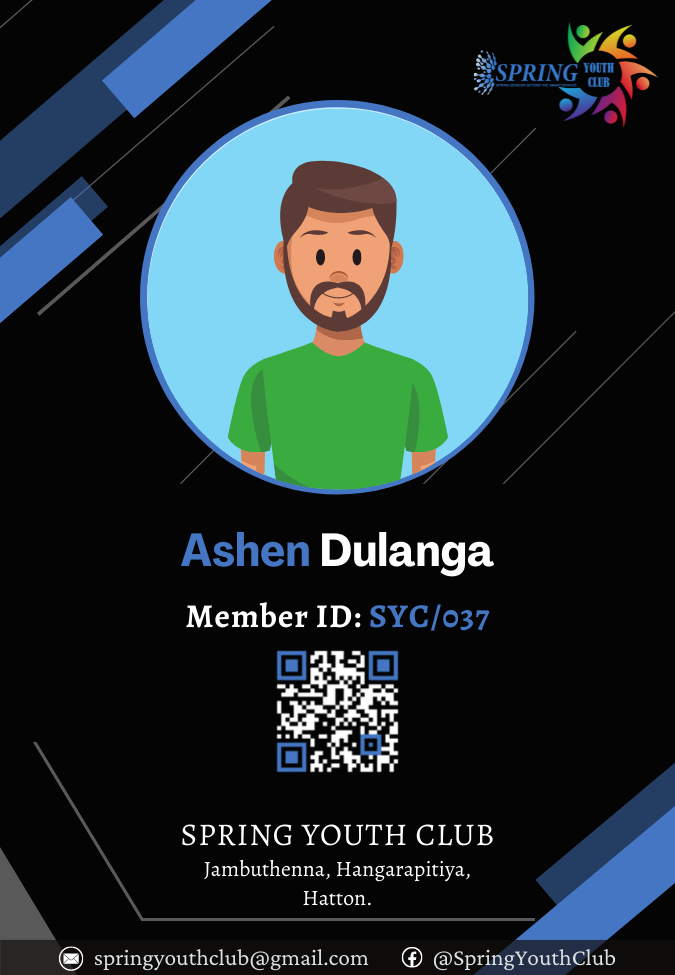 SPRING YOUTH
CLUB
Ashen Dulanga
Member ID: SYC/037
SPRING YOUTH CLUB
Jambuthenna, Hangarapitiya,
Hatton.
springyouthclub@gmail.com @SpringYouthClub